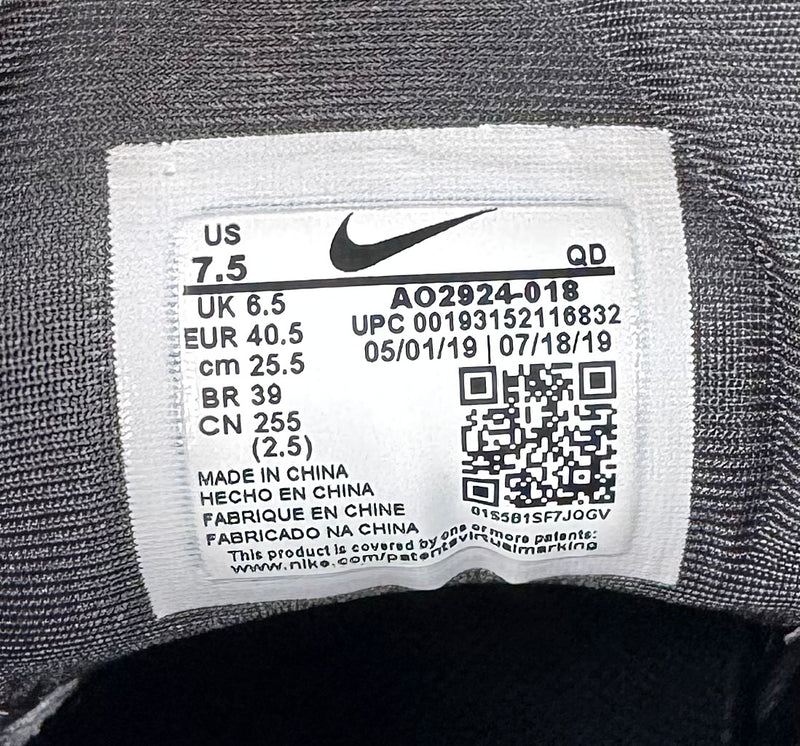 US
7.5
QD
UK 6.5
EUR 40.5
cm 25.5
BR 39
CN 255
(2.5)
AO2924-018
UPC 00193152116832
05/01/19 | 07/18/19
01S5B1SF7JQGV
MADE IN CHINA
HECHO EN CHINA
FABRIQUE EN CHINE
FABRICADO NA CHINA
This product is covered by one or more patents:
www.nike.com/patentsvirtualmarking